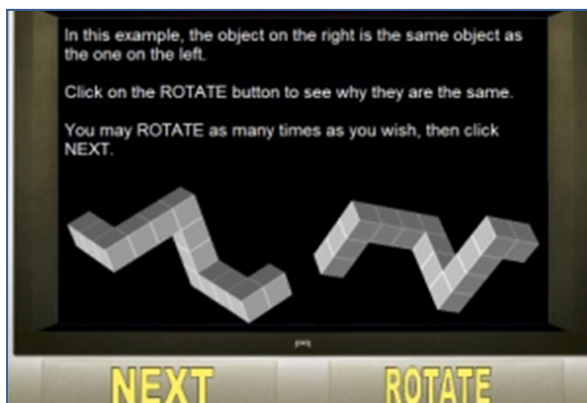 In this example, the object on the right is the same object as
the one on the left.
Click on the ROTATE button to see why they are the same.
You may ROTATE as many times as you wish, then click
NEXT.
NEXT
ROTATE